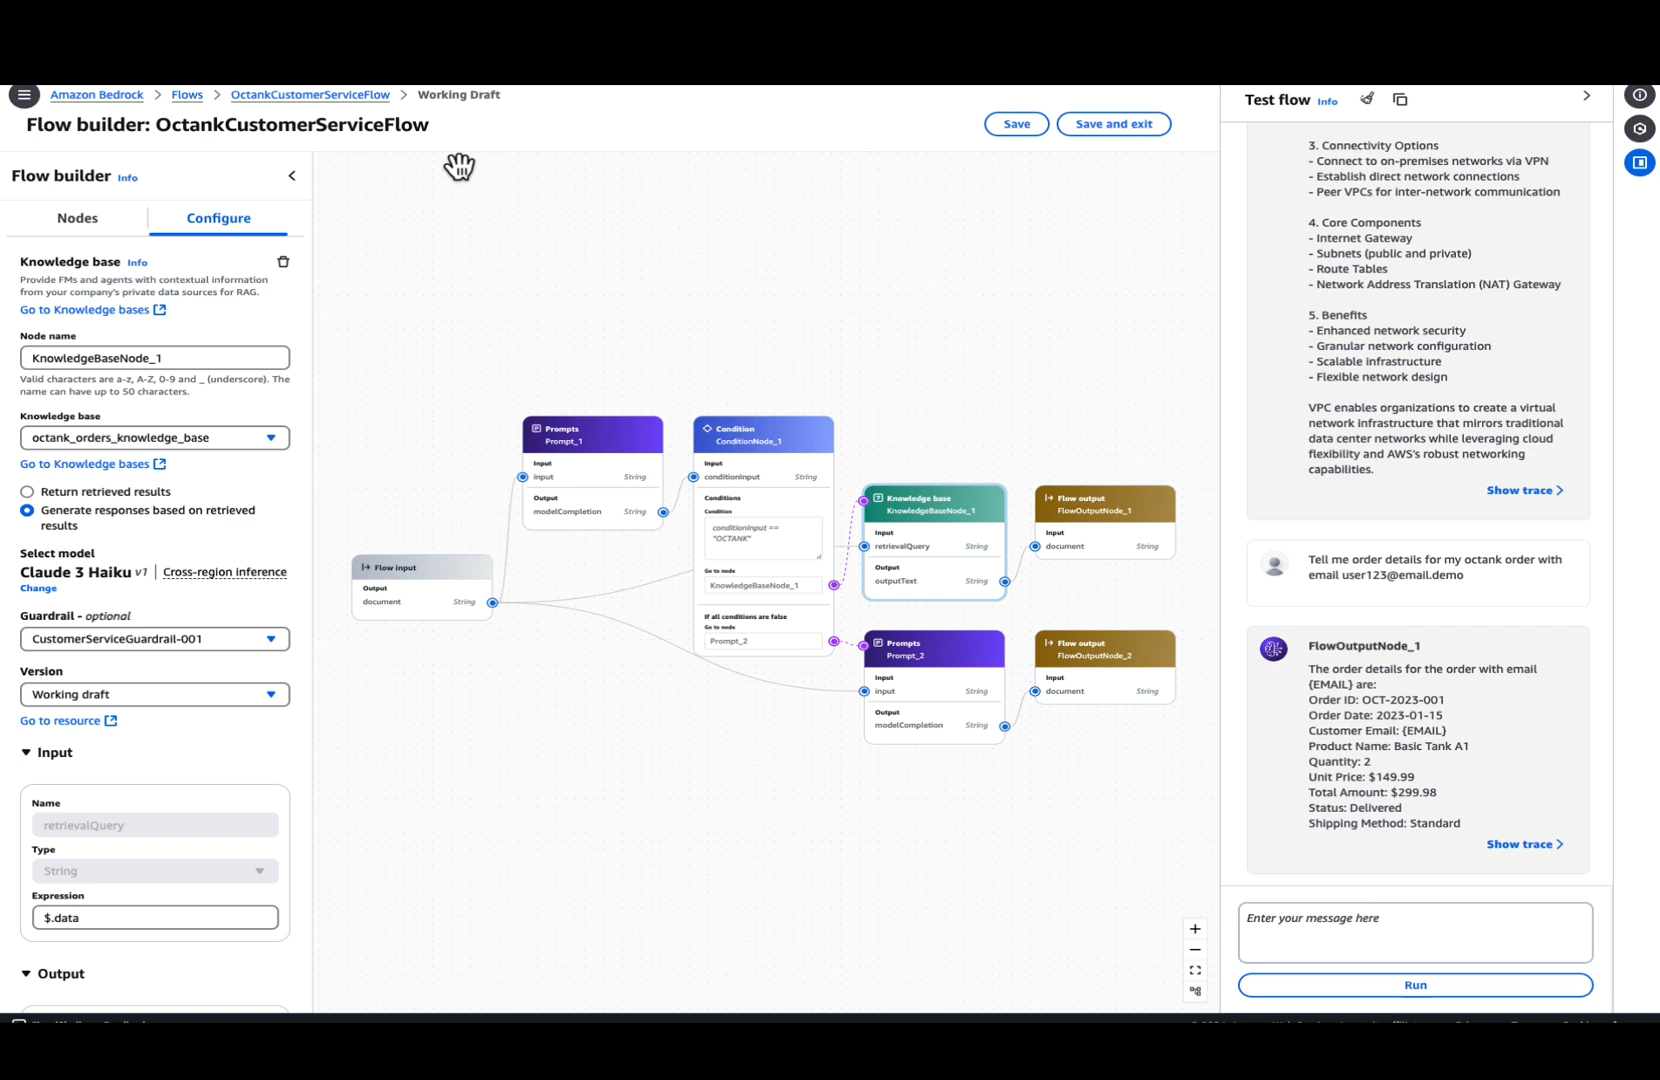 Amazon Bedrock > Flows > OctankCustomerServiceFlow > Working Draft
Flow builder: OctankCustomerServiceFlow
Save
Save and exit
Flow builder Info
Nodes
Configure
Knowledge base Info
Provide FMs and agents with contextual information
from your company's private data sources for RAG.
Go to Knowledge bases
Node name
KnowledgeBaseNode_1
Valid characters are a-z, A-Z, 0-9 and _ (underscore). The
name can have up to 50 characters.
Knowledge base
octank_orders_knowledge_base
Go to Knowledge bases
Return retrieved results
Generate responses based on retrieved
results
Select model
Claude 3 Haiku v1 | Cross-region inference
Change
Guardrail - optional
CustomerServiceGuardrail-001
Version
Working draft
Go to resource
Input
Name
retrievalQuery
Type
String
Expression
$.data
Output
Flow input
Output
document String
Prompts
Prompt_1
Input
input String
Output
modelCompletion String
Condition
ConditionNode_1
Input
conditionInput String
Conditions
Condition
conditionInput ==
"OCTANK"
Go to node
KnowledgeBaseNode_1
If all conditions are false
Go to node
Prompt_2
Knowledge base
KnowledgeBaseNode_1
Input
retrievalQuery String
Output
outputText String
Flow output
FlowOutputNode_1
Input
document String
Prompts
Prompt_2
Input
input String
Output
modelCompletion String
Flow output
FlowOutputNode_2
Input
document String
Test flow Info
3. Connectivity Options
- Connect to on-premises networks via VPN
- Establish direct network connections
- Peer VPCs for inter-network communication
4. Core Components
- Internet Gateway
- Subnets (public and private)
- Route Tables
- Network Address Translation (NAT) Gateway
5. Benefits
- Enhanced network security
- Granular network configuration
- Scalable infrastructure
- Flexible network design
VPC enables organizations to create a virtual
network infrastructure that mirrors traditional
data center networks while leveraging cloud
flexibility and AWS's robust networking
capabilities.
Show trace
Tell me order details for my octank order with
email user123@email.demo
FlowOutputNode_1
The order details for the order with email
{EMAIL} are:
Order ID: OCT-2023-001
Order Date: 2023-01-15
Customer Email: {EMAIL}
Product Name: Basic Tank A1
Quantity: 2
Unit Price: $149.99
Total Amount: $299.98
Status: Delivered
Shipping Method: Standard
Show trace
Enter your message here
Run